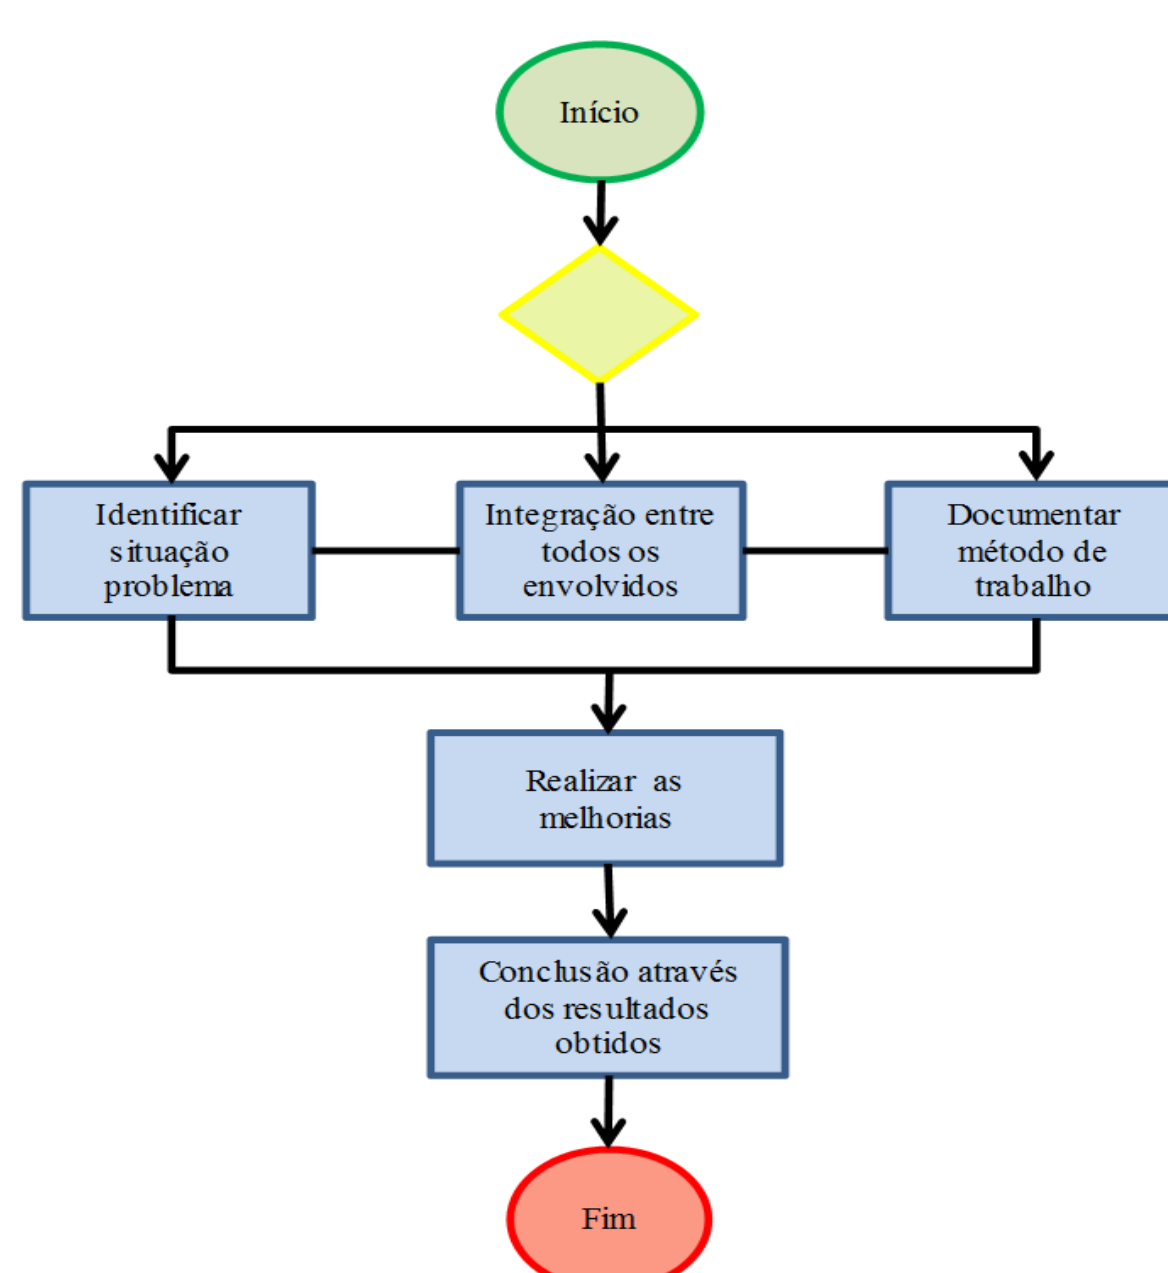 Início
Identificar
situação
problema
Integração entre
todos os
envolvidos
Documentar
método de
trabalho
Realizar as
melhorias
Conclusão através
dos resultados
obtidos
Fim